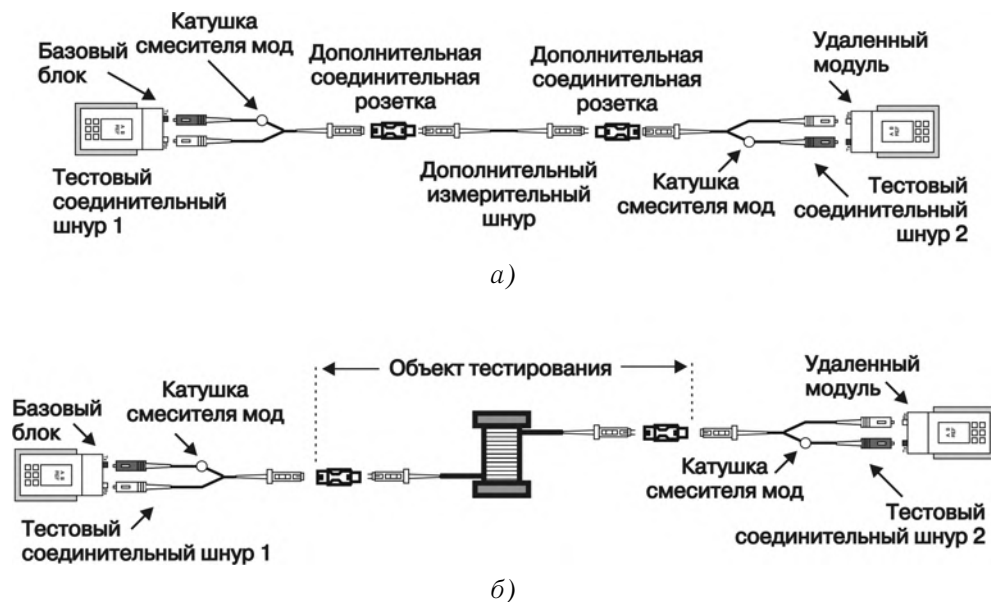 Катушка
смесителя мод
Базовый
блок
Дополнительная
соединительная
розетка
Дополнительная
соединительная
розетка
Удаленный
модуль
Тестовый
соединительный
шнур 1
Дополнительный
измерительный
шнур
Катушка
смесителя мод
Тестовый
соединительный
шнур 2
а)
Объект тестирования
Удаленный
модуль
Базовый
блок
Катушка
смесителя мод
Катушка
смесителя мод
Тестовый
соединительный шнур 1
Тестовый
соединительный шнур 2
б)